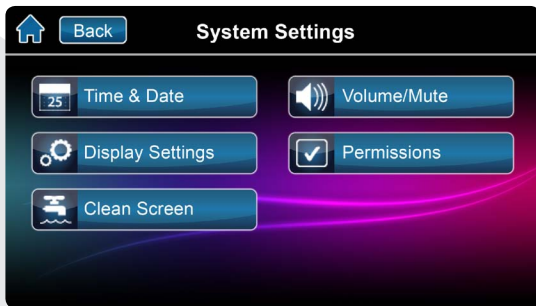 Back
System Settings
25
Time & Date
Volume/Mute
Display Settings
Permissions
Clean Screen